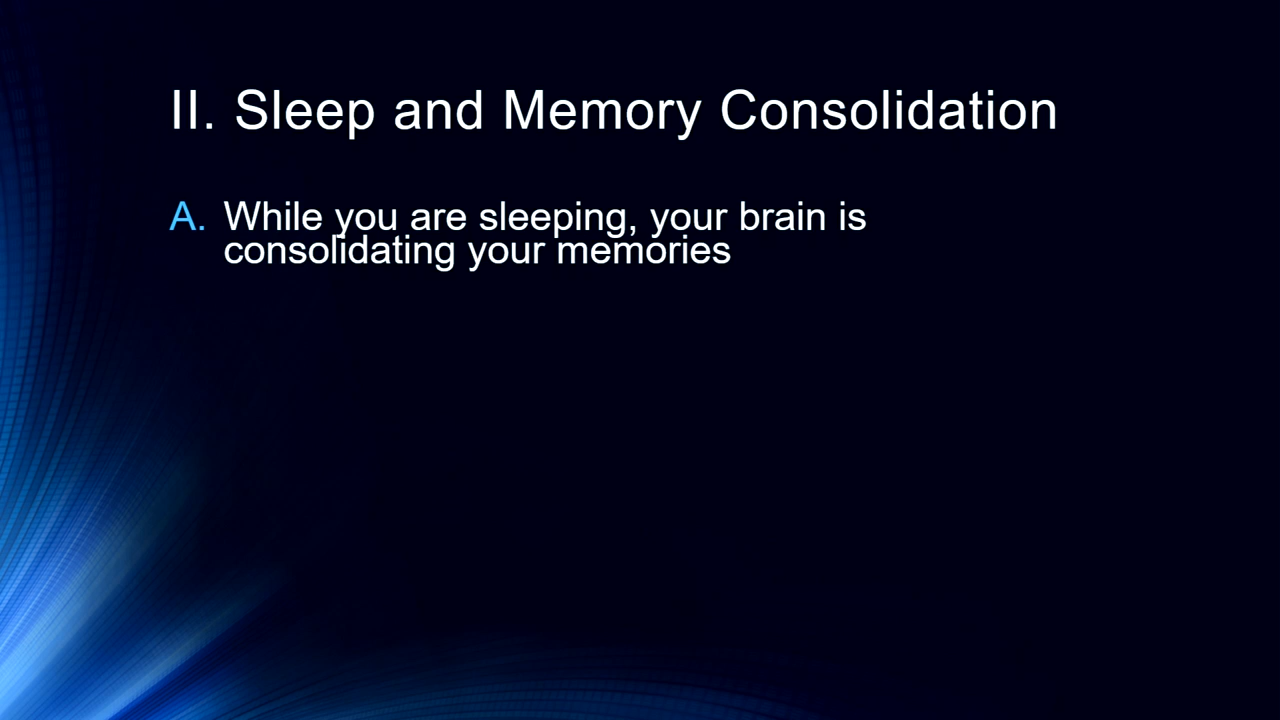 II. Sleep and Memory Consolidation
A. While you are sleeping, your brain is
consolidating your memories